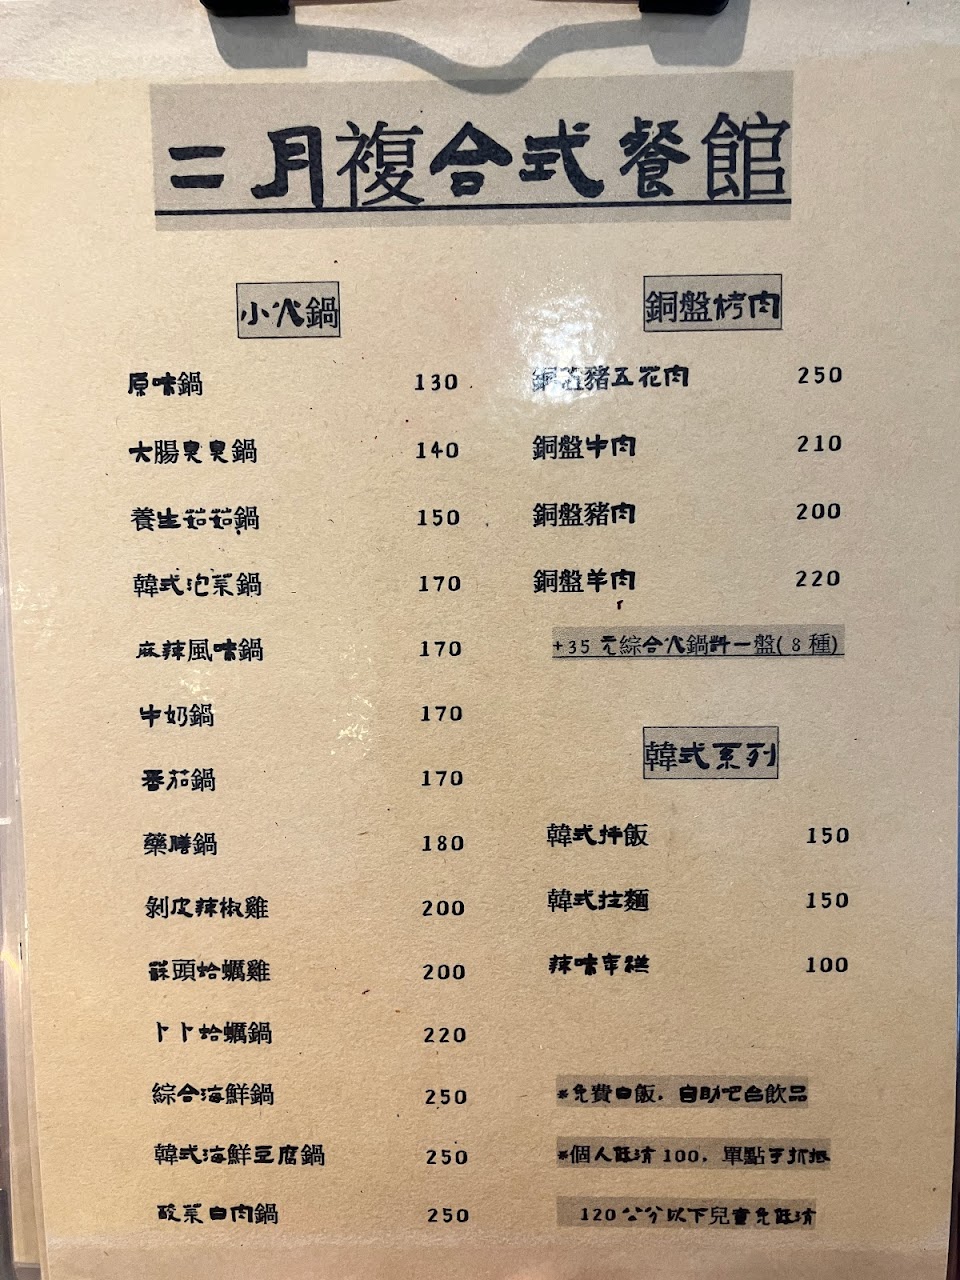 二月複合式餐館
小火鍋
原味鍋 130
大腸臭臭鍋 140
養生菇菇鍋 150
韓式泡菜鍋 170
麻辣風味鍋 170
牛奶鍋 170
番茄鍋 170
藥膳鍋 180
剝皮辣椒雞 200
蒜頭蛤蠣雞 200
卜卜蛤蠣鍋 220
綜合海鮮鍋 250
韓式海鮮豆腐鍋 250
酸菜白肉鍋 250
銅盤烤肉
銅盤豬五花肉 250
銅盤牛肉 210
銅盤豬肉 200
銅盤羊肉 220
+35 元綜合火鍋料一盤( 8 種)
韓式系列
韓式拌飯 150
韓式拉麵 150
辣味年糕 100
*免費白飯．自助吧台飲品
*個人低消 100．單點不抓抵
120 公分以下兒童免低消